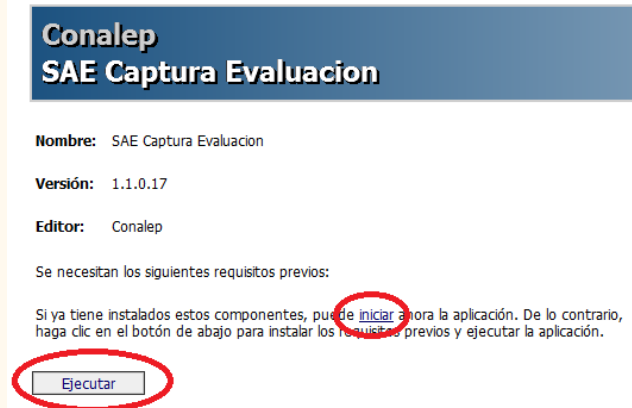 Conalep
SAE Captura Evaluacion
Nombre: SAE Captura Evaluacion
Versión: 1.1.0.17
Editor: Conalep
Se necesitan los siguientes requisitos previos:
Si ya tiene instalados estos componentes, puede iniciar ahora la aplicación. De lo contrario,
haga clic en el botón de abajo para instalar los requisitos previos y ejecutar la aplicación.
Ejecutar